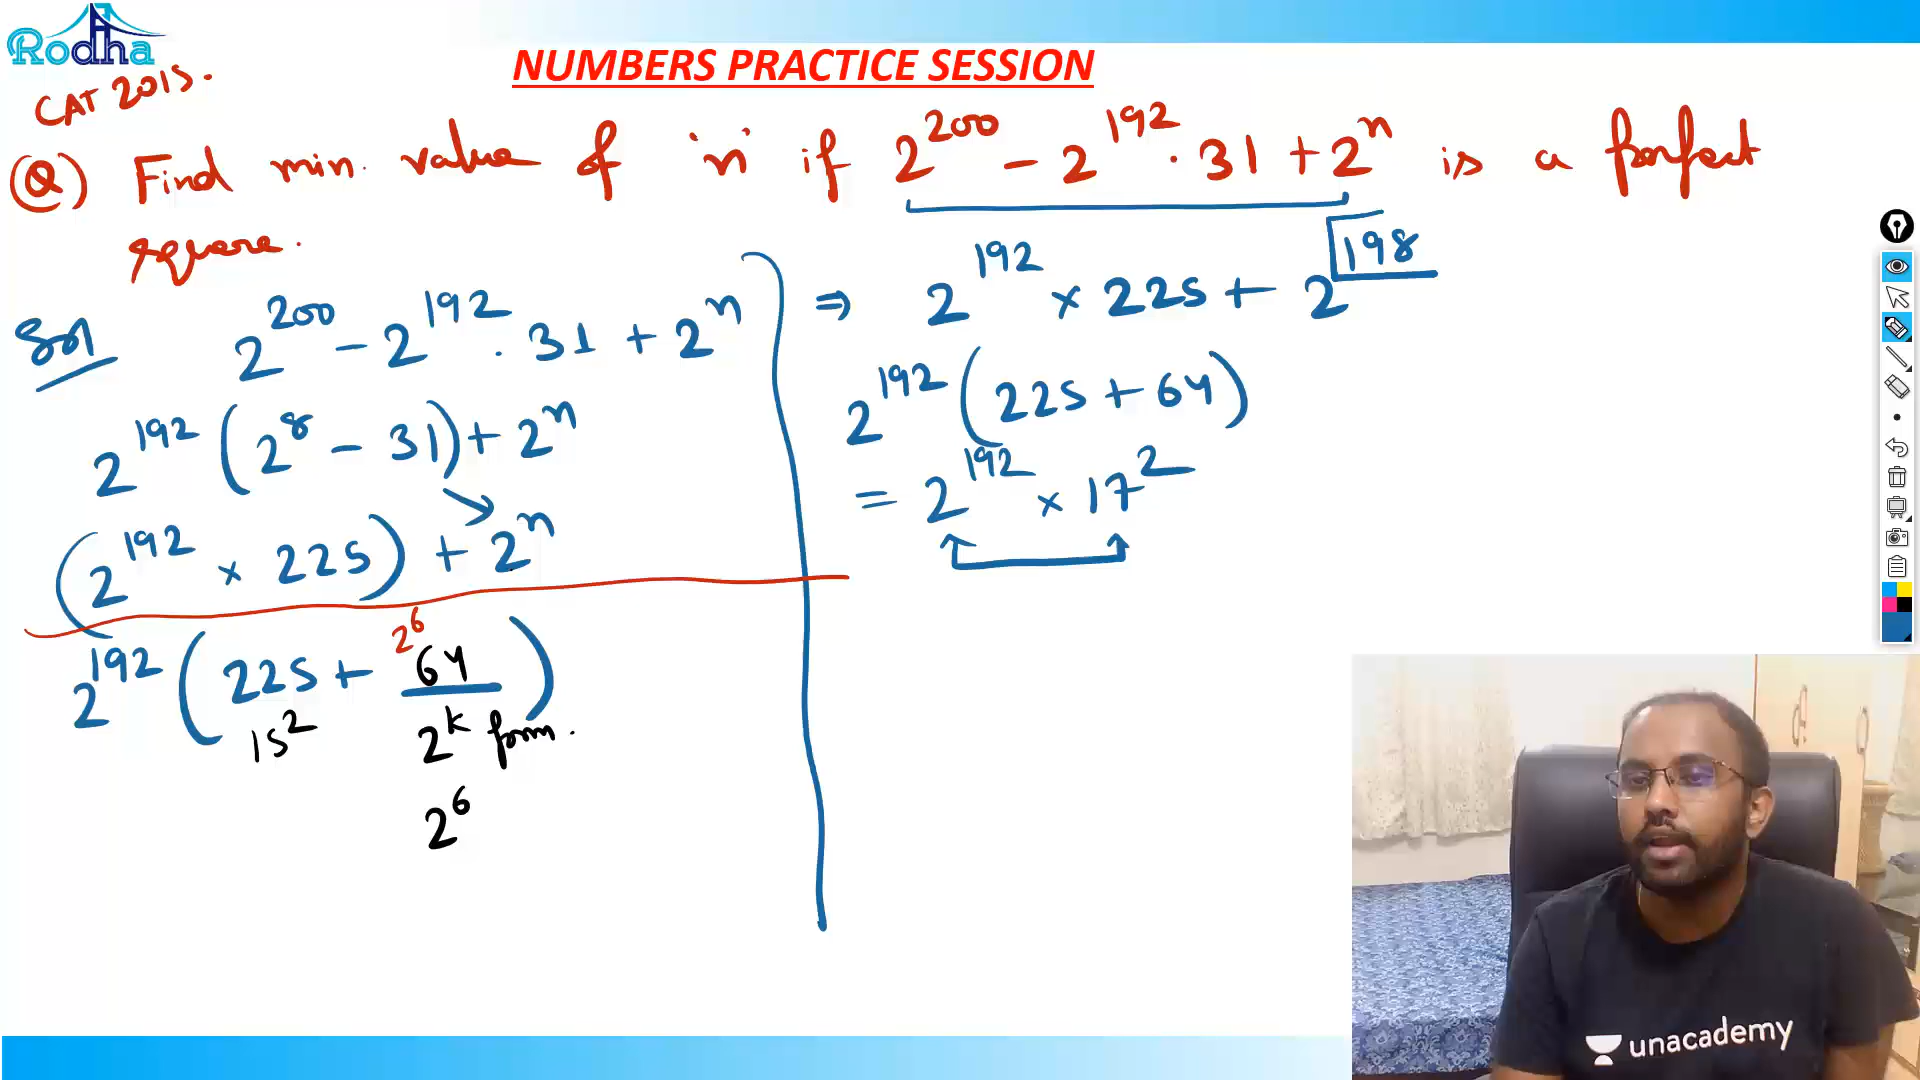 Rodha
NUMBERS PRACTICE SESSION
CAT 2015.
(Q) Find min. value of 'n' if 2^200 - 2^192 . 31 + 2^n is a perfect
square.
Sol 2^200 - 2^192 . 31 + 2^n
2^192 (2^8 - 31) + 2^n
(2^192 × 225) + 2^n
2^6
2^192 (225 + 64)
15^2 2^k form.
2^6
⇒ 2^192 × 225 + 2^198
2^192 (225 + 64)
= 2^192 × 17^2
unacademy